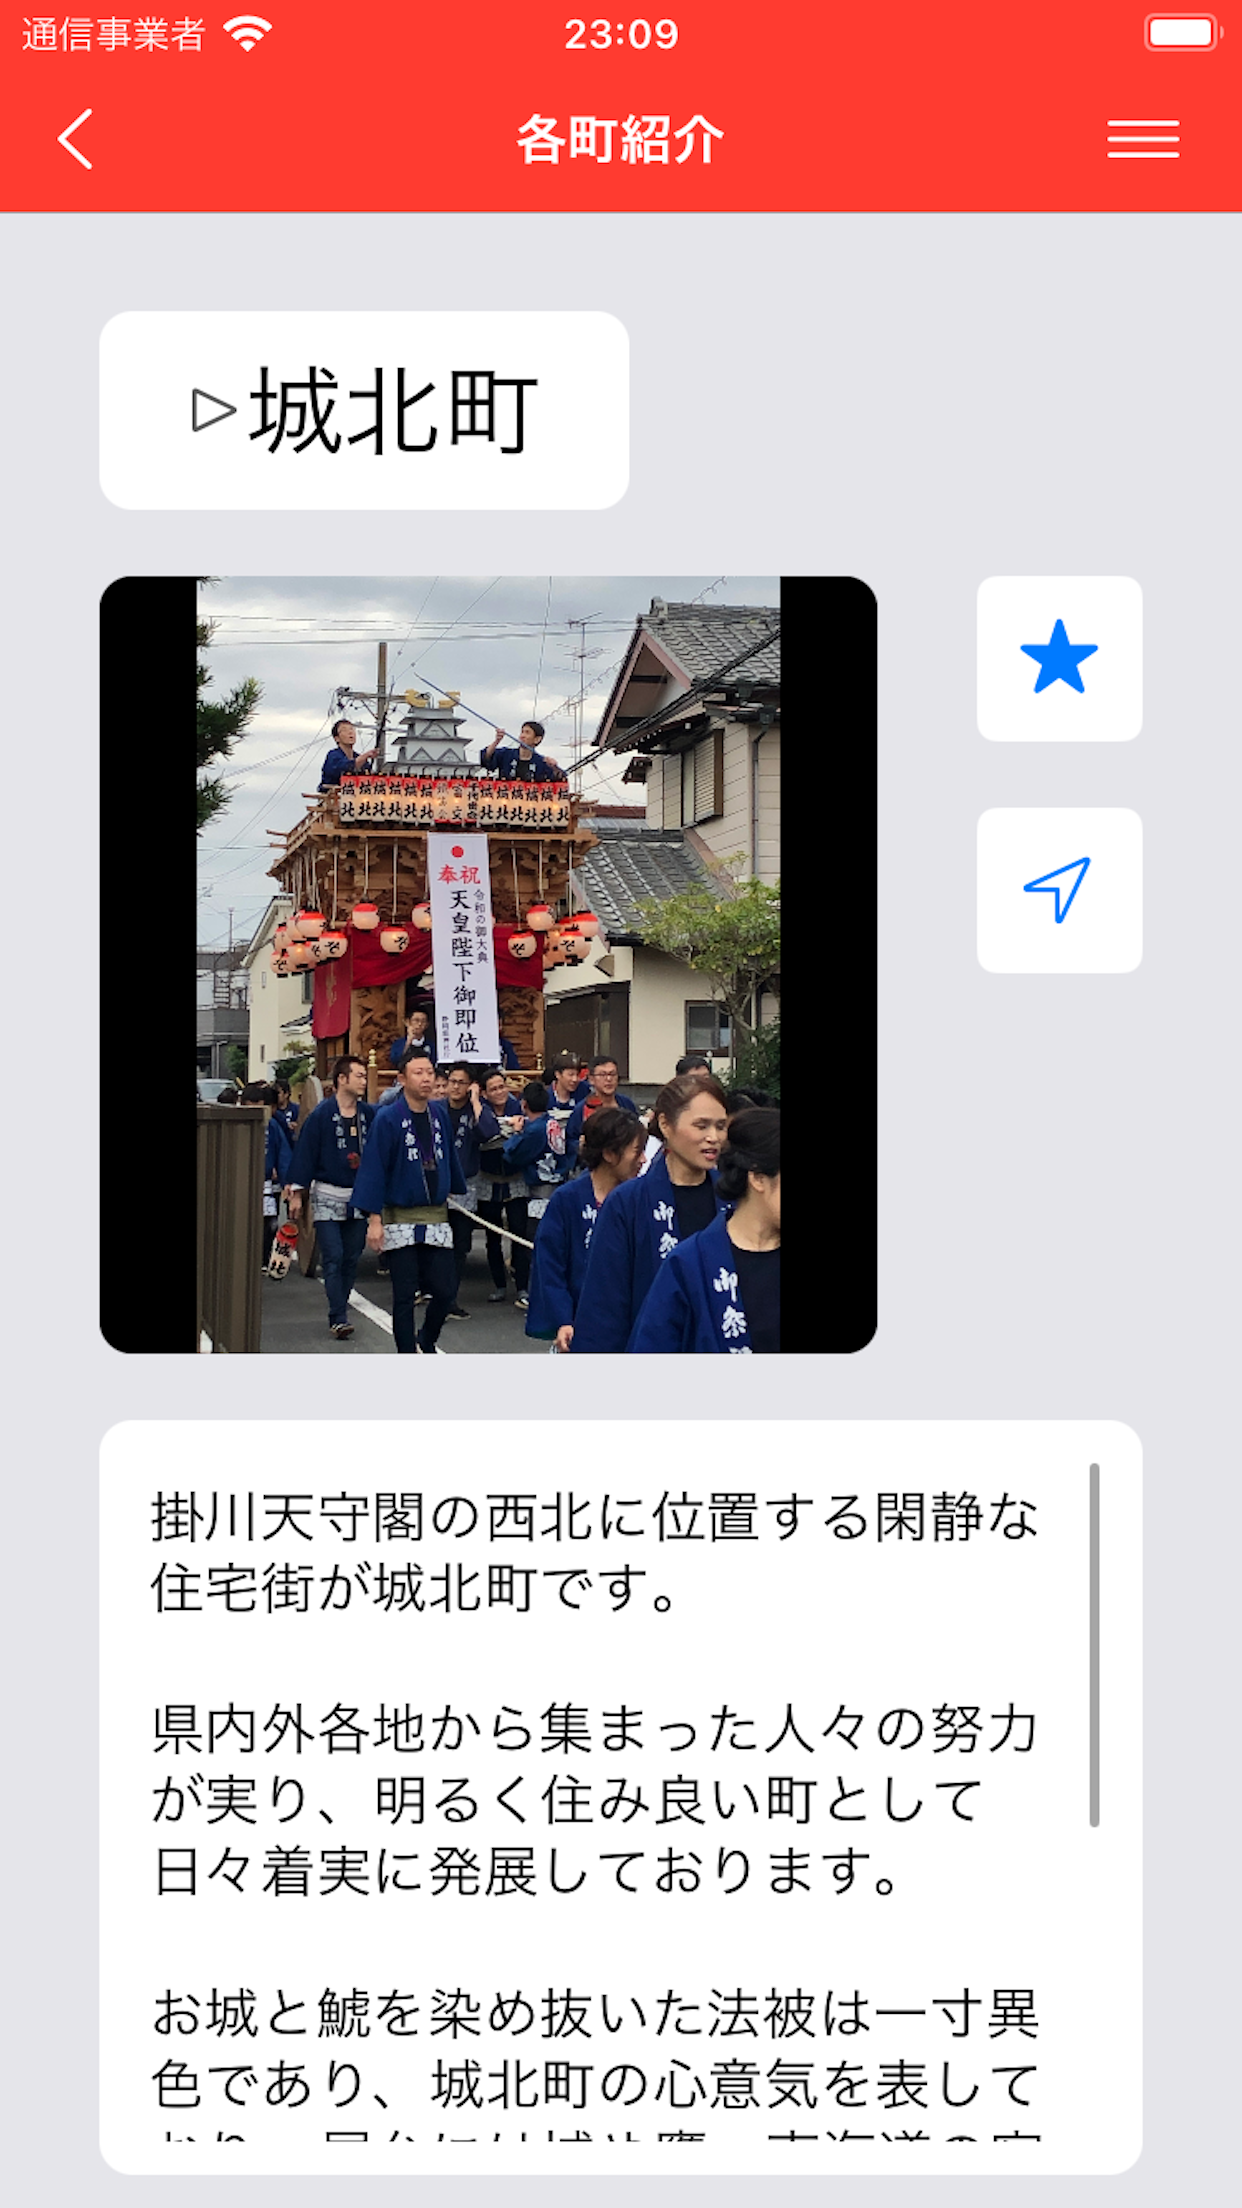 通信事業者
23:09
各町紹介
城北町
城北
奉祝
令和の御大典
天皇陛下御即位
城北
御祭
掛川天守閣の西北に位置する閑静な
住宅街が城北町です。
県内外各地から集まった人々の努力
が実り、明るく住み良い町として
日々着実に発展しております。
お城と鯱を染め抜いた法被は一寸異
色であり、城北町の心意気を表して